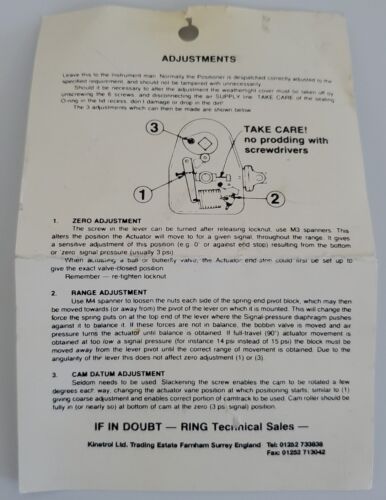 ADJUSTMENTS
Leave this to the Instrument man. Normally the Positioner is despatched correctly adjusted to the
specified requirement, and should not be tampered with unnecessarily.
Should it be necessary to alter the adjustment the weathertight cover must be taken off by
unscrewing the 6 screws, and disconnecting the air SUPPLY line. TAKE CARE of the sealing
O-ring in the lid recess, don't damage or drop in the dirt!
The 3 adjustments which can then be made are shown below
3
TAKE CARE!
no prodding with
screwdrivers
1
2
1. ZERO ADJUSTMENT
The screw in the lever can be turned after releasing locknut, use M3 spanners. This
alters the position the Actuator will move to for a given signal, throughout the range. It gives
a sensitive adjustment of this position (e.g. 0° or against end stop) resulting from the bottom
or 'zero' signal pressure (usually 3 psi)
When actuating a ball or butterfly valve, the Actuator end stop could first be set up to
give the exact valve-closed position
Remember — re-tighten locknut
2. RANGE ADJUSTMENT
Use M4 spanner to loosen the nuts each side of the spring-end pivot block, which may then
be moved towards (or away from) the pivot of the lever on which it is mounted. This will change the
force the spring puts on at the top end of the lever where the Signal-pressure diaphragm pushes
against it to balance it. If these forces are not in balance, the bobbin valve is moved and air
pressure turns the actuator until balance is obtained. If full-travel (90°) actuator movement is
obtained at too low a signal pressure (for instance 14 psi instead of 15 psi) the block must be
moved away from the lever pivot until the correct range of movement is obtained. Due to the
angularity of the lever this does not affect zero adjustment (1) or (3).
3. CAM DATUM ADJUSTMENT
Seldom needs to be used. Slackening the screw enables the cam to be rotated a few
degrees each way, changing the actuator vane position at which positioning starts; similar to (1)
giving coarse adjustment and enables correct portion of camtrack to be used. Cam roller should be
fully in (or nearly so) at bottom of cam at the zero (3 psi) signal position.
IF IN DOUBT — RING Technical Sales —
Kinetrol Ltd. Trading Estate Farnham Surrey England Tel: 01252 733838
Fax: 01252 713042